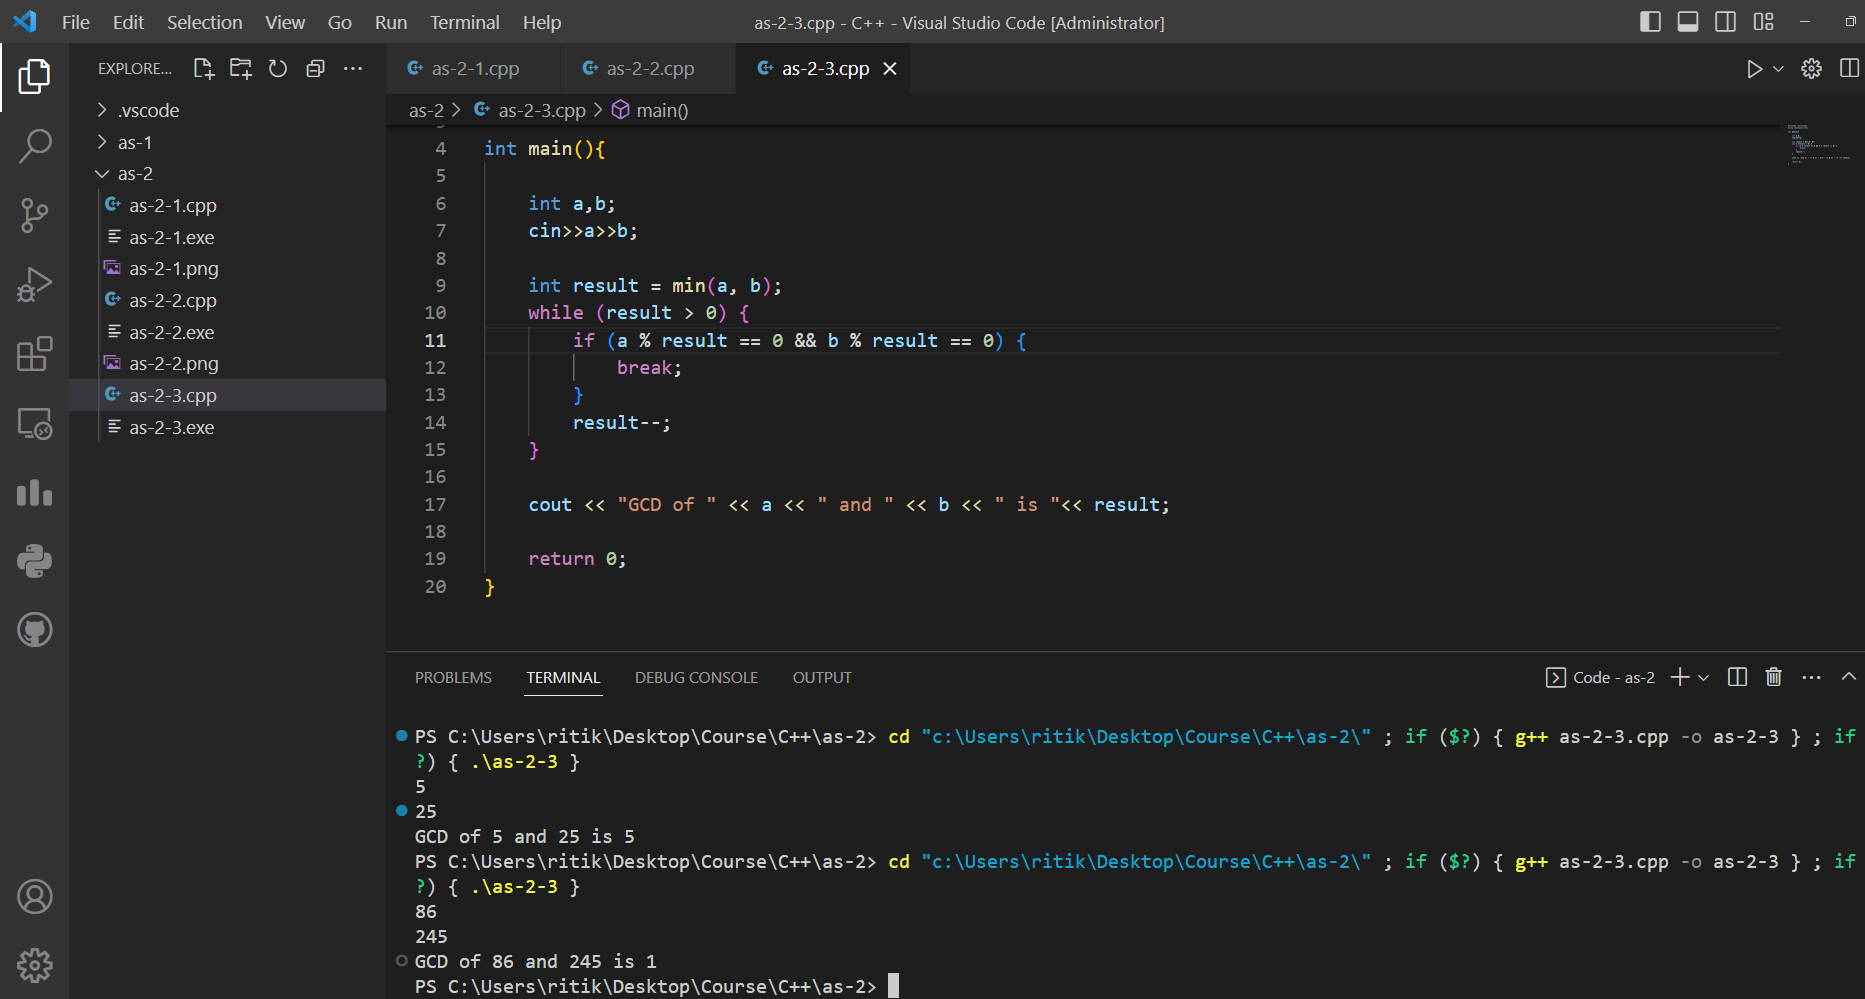 File Edit Selection View Go Run Terminal Help
as-2-3.cpp - C++ - Visual Studio Code [Administrator]
EXPLORE...
.vscode
as-1
as-2
as-2-1.cpp
as-2-1.exe
as-2-1.png
as-2-2.cpp
as-2-2.exe
as-2-2.png
as-2-3.cpp
as-2-3.exe
as-2-1.cpp as-2-2.cpp as-2-3.cpp
as-2 > as-2-3.cpp > main()
4 int main(){
5
6 int a,b;
7 cin>>a>>b;
8
9 int result = min(a, b);
10 while (result > 0) {
11 if (a % result == 0 && b % result == 0) {
12 break;
13 }
14 result--;
15 }
16
17 cout << "GCD of " << a << " and " << b << " is "<< result;
18
19 return 0;
20 }
PROBLEMS TERMINAL DEBUG CONSOLE OUTPUT
Code - as-2
PS C:\Users\ritik\Desktop\Course\C++\as-2> cd "c:\Users\ritik\Desktop\Course\C++\as-2\" ; if ($?) { g++ as-2-3.cpp -o as-2-3 } ; if
?) { .\as-2-3 }
5
25
GCD of 5 and 25 is 5
PS C:\Users\ritik\Desktop\Course\C++\as-2> cd "c:\Users\ritik\Desktop\Course\C++\as-2\" ; if ($?) { g++ as-2-3.cpp -o as-2-3 } ; if
?) { .\as-2-3 }
86
245
GCD of 86 and 245 is 1
PS C:\Users\ritik\Desktop\Course\C++\as-2>